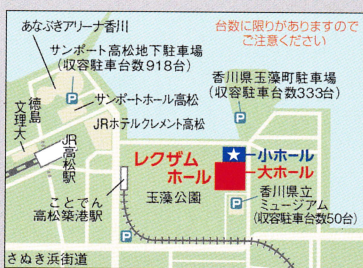 あなぶきアリーナ香川
台数に限りがありますので
ご注意ください
サンポート高松地下駐車場
(収容駐車台数918台)
香川県玉藻町駐車場
(収容駐車台数333台)
サンポートホール高松
徳島
文理大
JRホテルクレメント高松
JR
高松駅
レクザム
ホール
小ホール
大ホール
ことでん
高松築港駅
玉藻公園
香川県立
ミュージアム
(収容駐車台数50台)
さぬき浜街道
P
P
P
P